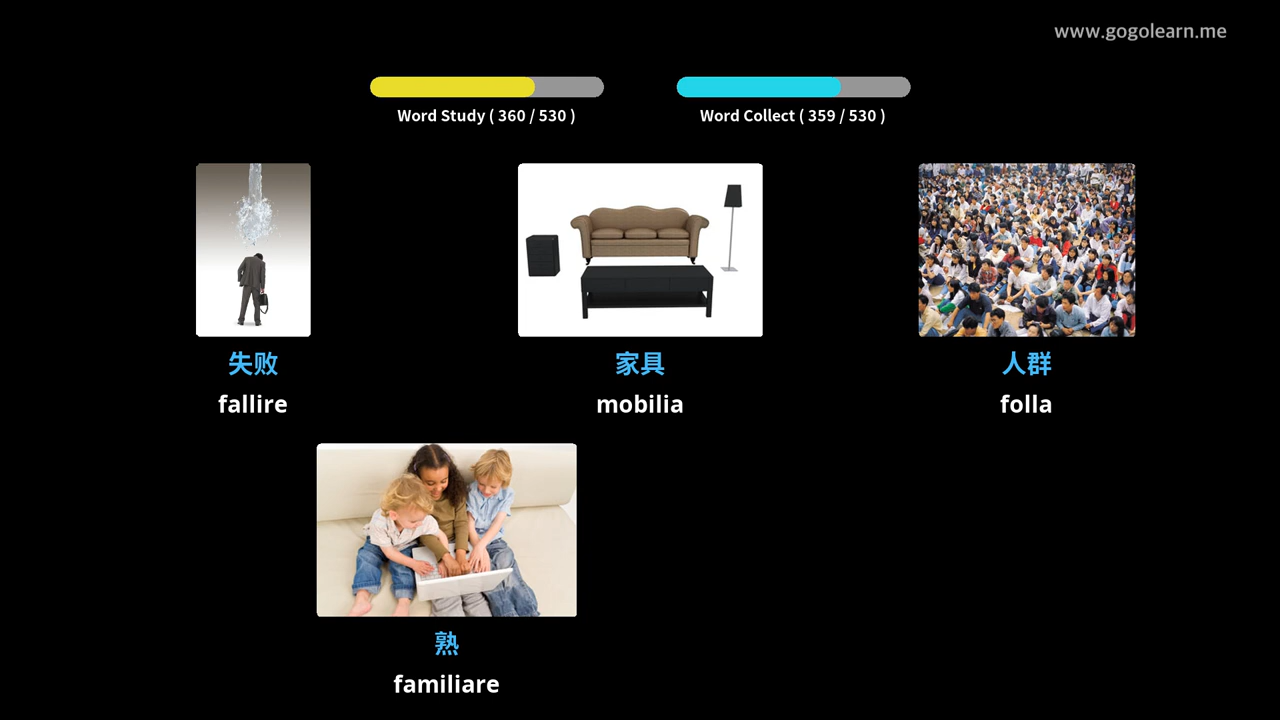 www.gogolearn.me
Word Study ( 360 / 530 )
Word Collect ( 359 / 530 )
失败
家具
人群
fallire
mobilia
folla
熟
familiare